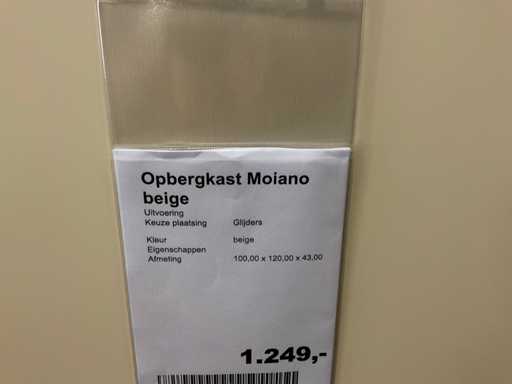 Opbergkast Moiano
beige
Uitvoering
Keuze plaatsing Glijders
Kleur beige
Eigenschappen
Afmeting 100,00 x 120,00 x 43,00
1.249,-